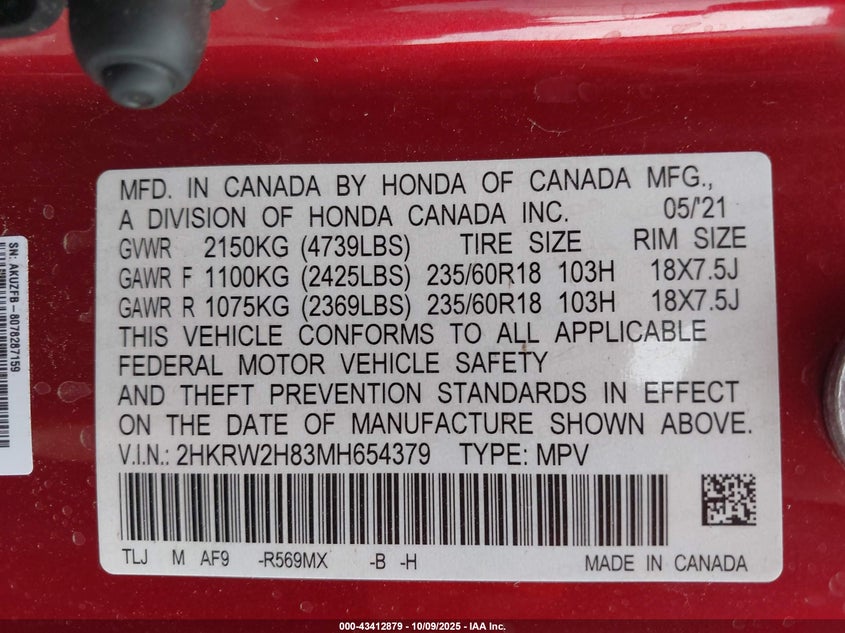 MFD. IN CANADA BY HONDA OF CANADA MFG.,
A DIVISION OF HONDA CANADA INC. 05/'21
GVWR 2150KG (4739LBS) TIRE SIZE RIM SIZE
GAWR F 1100KG (2425LBS) 235/60R18 103H 18X7.5J
GAWR R 1075KG (2369LBS) 235/60R18 103H 18X7.5J
THIS VEHICLE CONFORMS TO ALL APPLICABLE
FEDERAL MOTOR VEHICLE SAFETY
AND THEFT PREVENTION STANDARDS IN EFFECT
ON THE DATE OF MANUFACTURE SHOWN ABOVE.
V.I.N.: 2HKRW2H83MH654379 TYPE: MPV
TLJ M AF9 -R569MX -B -H MADE IN CANADA
SN: AKUZFB-8078287159
000-43412879 - 10/09/2025 - IAA Inc.